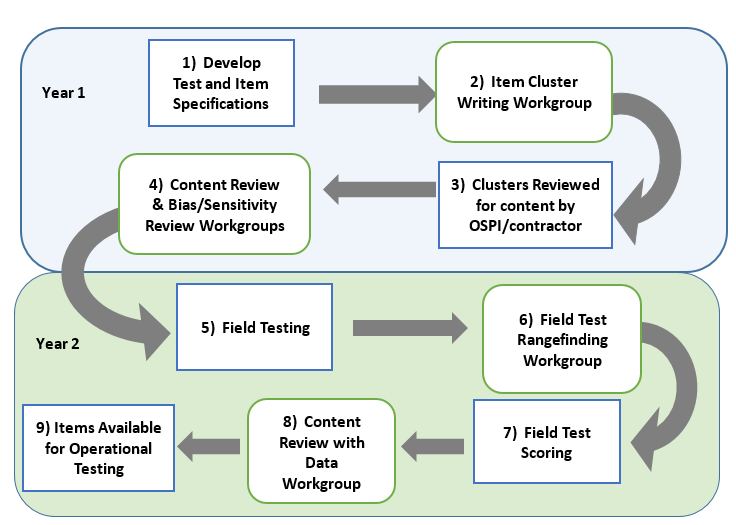 Year 1
1) Develop
Test and Item
Specifications
2) Item Cluster
Writing Workgroup
3) Clusters Reviewed
for content by
OSPI/contractor
4) Content Review
& Bias/Sensitivity
Review Workgroups
Year 2
5) Field Testing
6) Field Test
Rangefinding
Workgroup
7) Field Test
Scoring
8) Content
Review with
Data
Workgroup
9) Items Available
for Operational
Testing